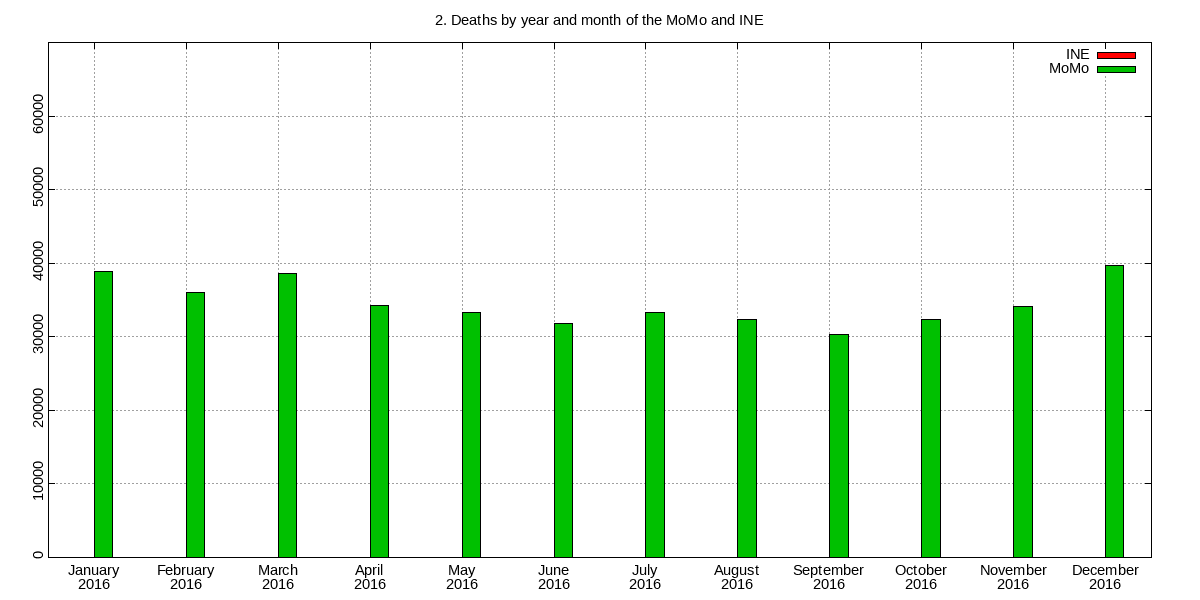 2. Deaths by year and month of the MoMo and INE
INE
MoMo
60000
50000
40000
30000
20000
10000
0
January February March April May June July August September October November December
2016 2016 2016 2016 2016 2016 2016 2016 2016 2016 2016 2016